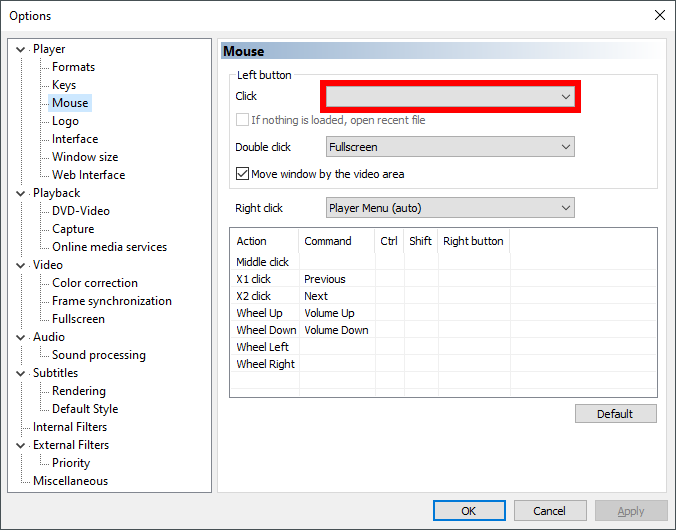 Options
Player
Formats
Keys
Mouse
Logo
Interface
Window size
Web Interface
Playback
DVD-Video
Capture
Online media services
Video
Color correction
Frame synchronization
Fullscreen
Audio
Sound processing
Subtitles
Rendering
Default Style
Internal Filters
External Filters
Priority
Miscellaneous
Mouse
Left button
Click
If nothing is loaded, open recent file
Double click Fullscreen
Move window by the video area
Right click Player Menu (auto)
Action Command Ctrl Shift Right button
Middle click
X1 click Previous
X2 click Next
Wheel Up Volume Up
Wheel Down Volume Down
Wheel Left
Wheel Right
Default
OK Cancel Apply